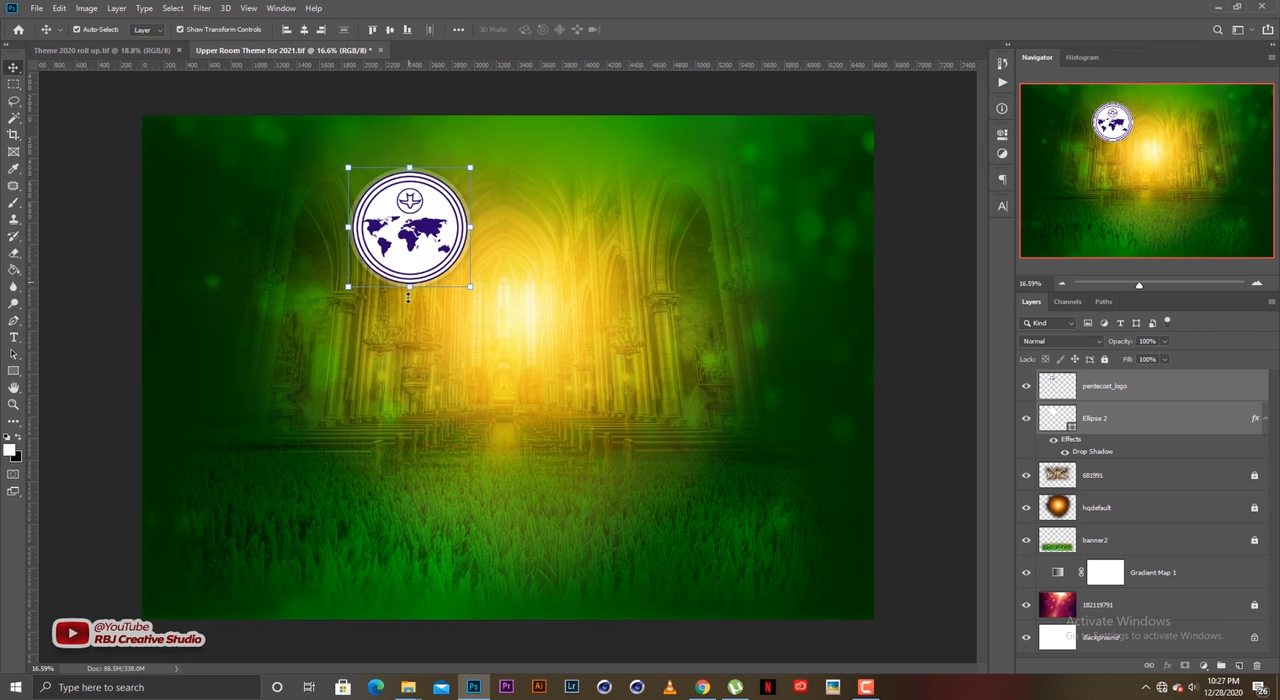 File Edit Image Layer Type Select Filter 3D View Window Help
Auto-Select: Layer Show Transform Controls 3D Mode:
Theme 2020 roll up.tif @ 18.8% (RGB/8) × Upper Room Theme for 2021.tif @ 16.6% (RGB/8) * ×
Navigator Histogram
16.59%
Layers Channels Paths
Kind
Normal Opacity: 100%
Lock: Fill: 100%
pentecost_logo
Ellipse 2 fx
Effects
Drop Shadow
681991
hqdefault
banner2
Gradient Map 1
182119791
Background
Activate Windows
Go to Settings to activate Windows.
@YouTube
RBJ Creative Studio
16.59% Doc: 88.5M/338.0M
Type here to search
10:27 PM
12/28/2020